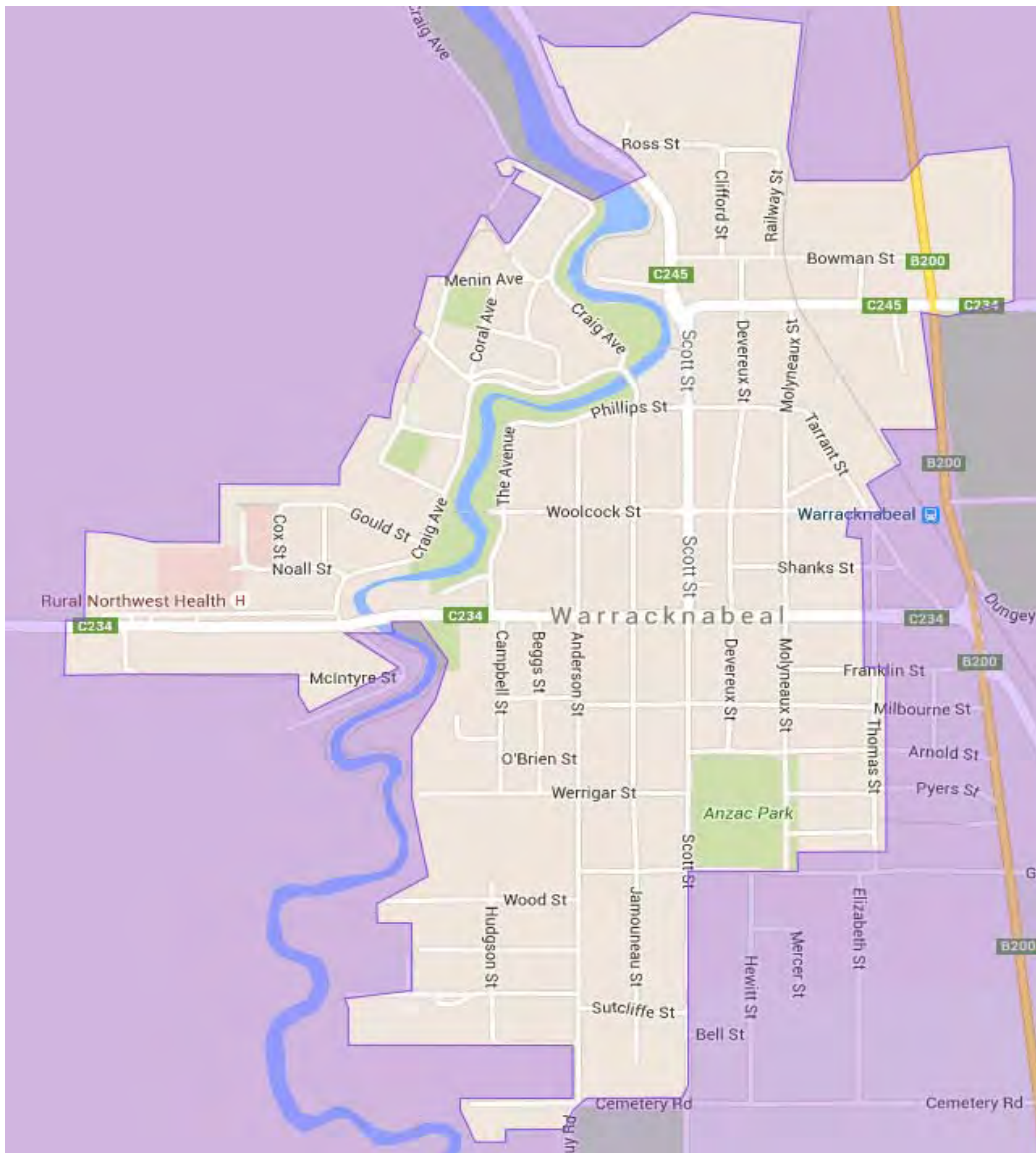 Craig Ave
Ross St
Clifford St
Railway St
Bowman St
B200
C245
C245
C234
Menin Ave
Coral Ave
Craig Ave
Scott St
Devereux St
Molyneaux St
Phillips St
Tarrant St
B200
The Avenue
Woolcock St
Warracknabeal
Gould St
Cox St
Craig Ave
Noall St
Scott St
Shanks St
Rural Northwest Health H
C234
C234
Warracknabeal
C234
Dungey
McIntyre St
Campbell St
Beggs St
Anderson St
Devereux St
Molyneaux St
Franklin St
B200
Milbourne St
Thomas St
O'Brien St
Arnold St
Werrigar St
Pyers St
Anzac Park
Scott St
Wood St
Hudgson St
Jamouneau St
G
Elizabeth St
Mercer St
Hewitt St
B200
Sutcliffe St
Bell St
Cemetery Rd
Cemetery Rd
ry Rd